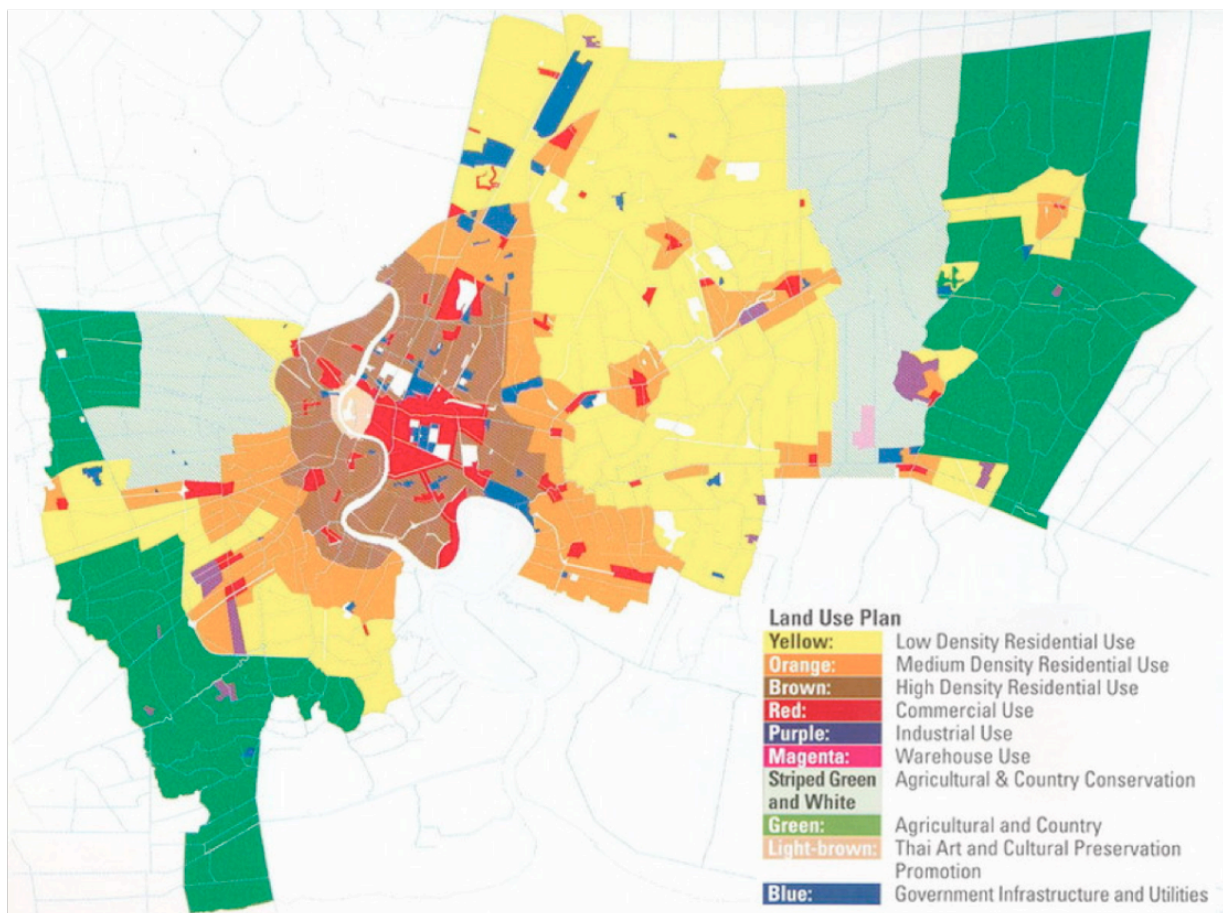 Land Use Plan
Yellow: Low Density Residential Use
Orange: Medium Density Residential Use
Brown: High Density Residential Use
Red: Commercial Use
Purple: Industrial Use
Magenta: Warehouse Use
Striped Green and White Agricultural & Country Conservation
Green: Agricultural and Country
Light-brown: Thai Art and Cultural Preservation Promotion
Blue: Government Infrastructure and Utilities